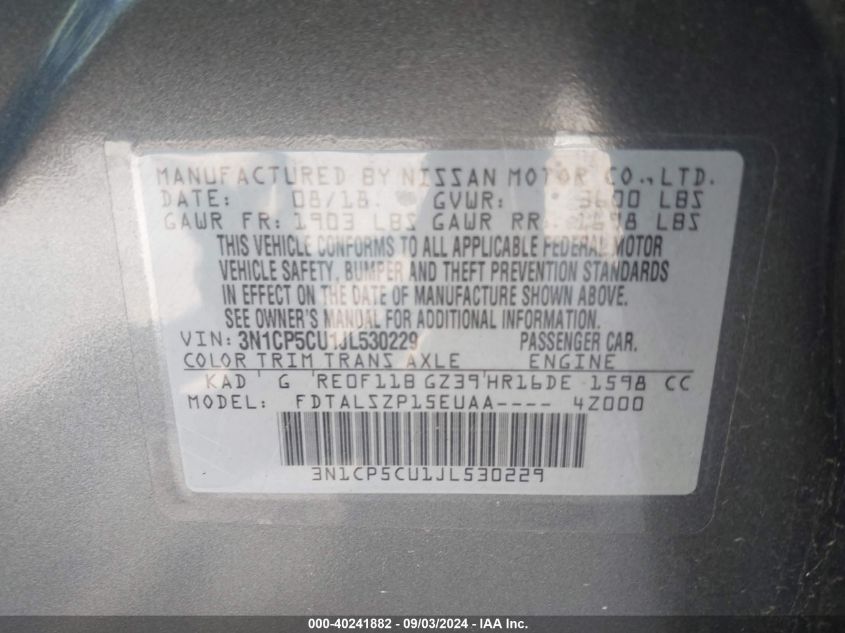 MANUFACTURED BY NISSAN MOTOR CO., LTD.
DATE: 08/18 GVWR: 3600 LBS
GAWR FR: 1903 LBS GAWR RR: 1698 LBS
THIS VEHICLE CONFORMS TO ALL APPLICABLE FEDERAL MOTOR
VEHICLE SAFETY, BUMPER AND THEFT PREVENTION STANDARDS
IN EFFECT ON THE DATE OF MANUFACTURE SHOWN ABOVE.
SEE OWNER'S MANUAL FOR ADDITIONAL INFORMATION.
VIN: 3N1CP5CU1JL530229 PASSENGER CAR.
COLOR TRIM TRANS AXLE ENGINE
KAD G RE0F11B GZ39 HR16DE 1598 CC
MODEL: FDTALSZP15EUAA---- 4Z000
3N1CP5CU1JL530229
000-40241882 - 09/03/2024 - IAA Inc.